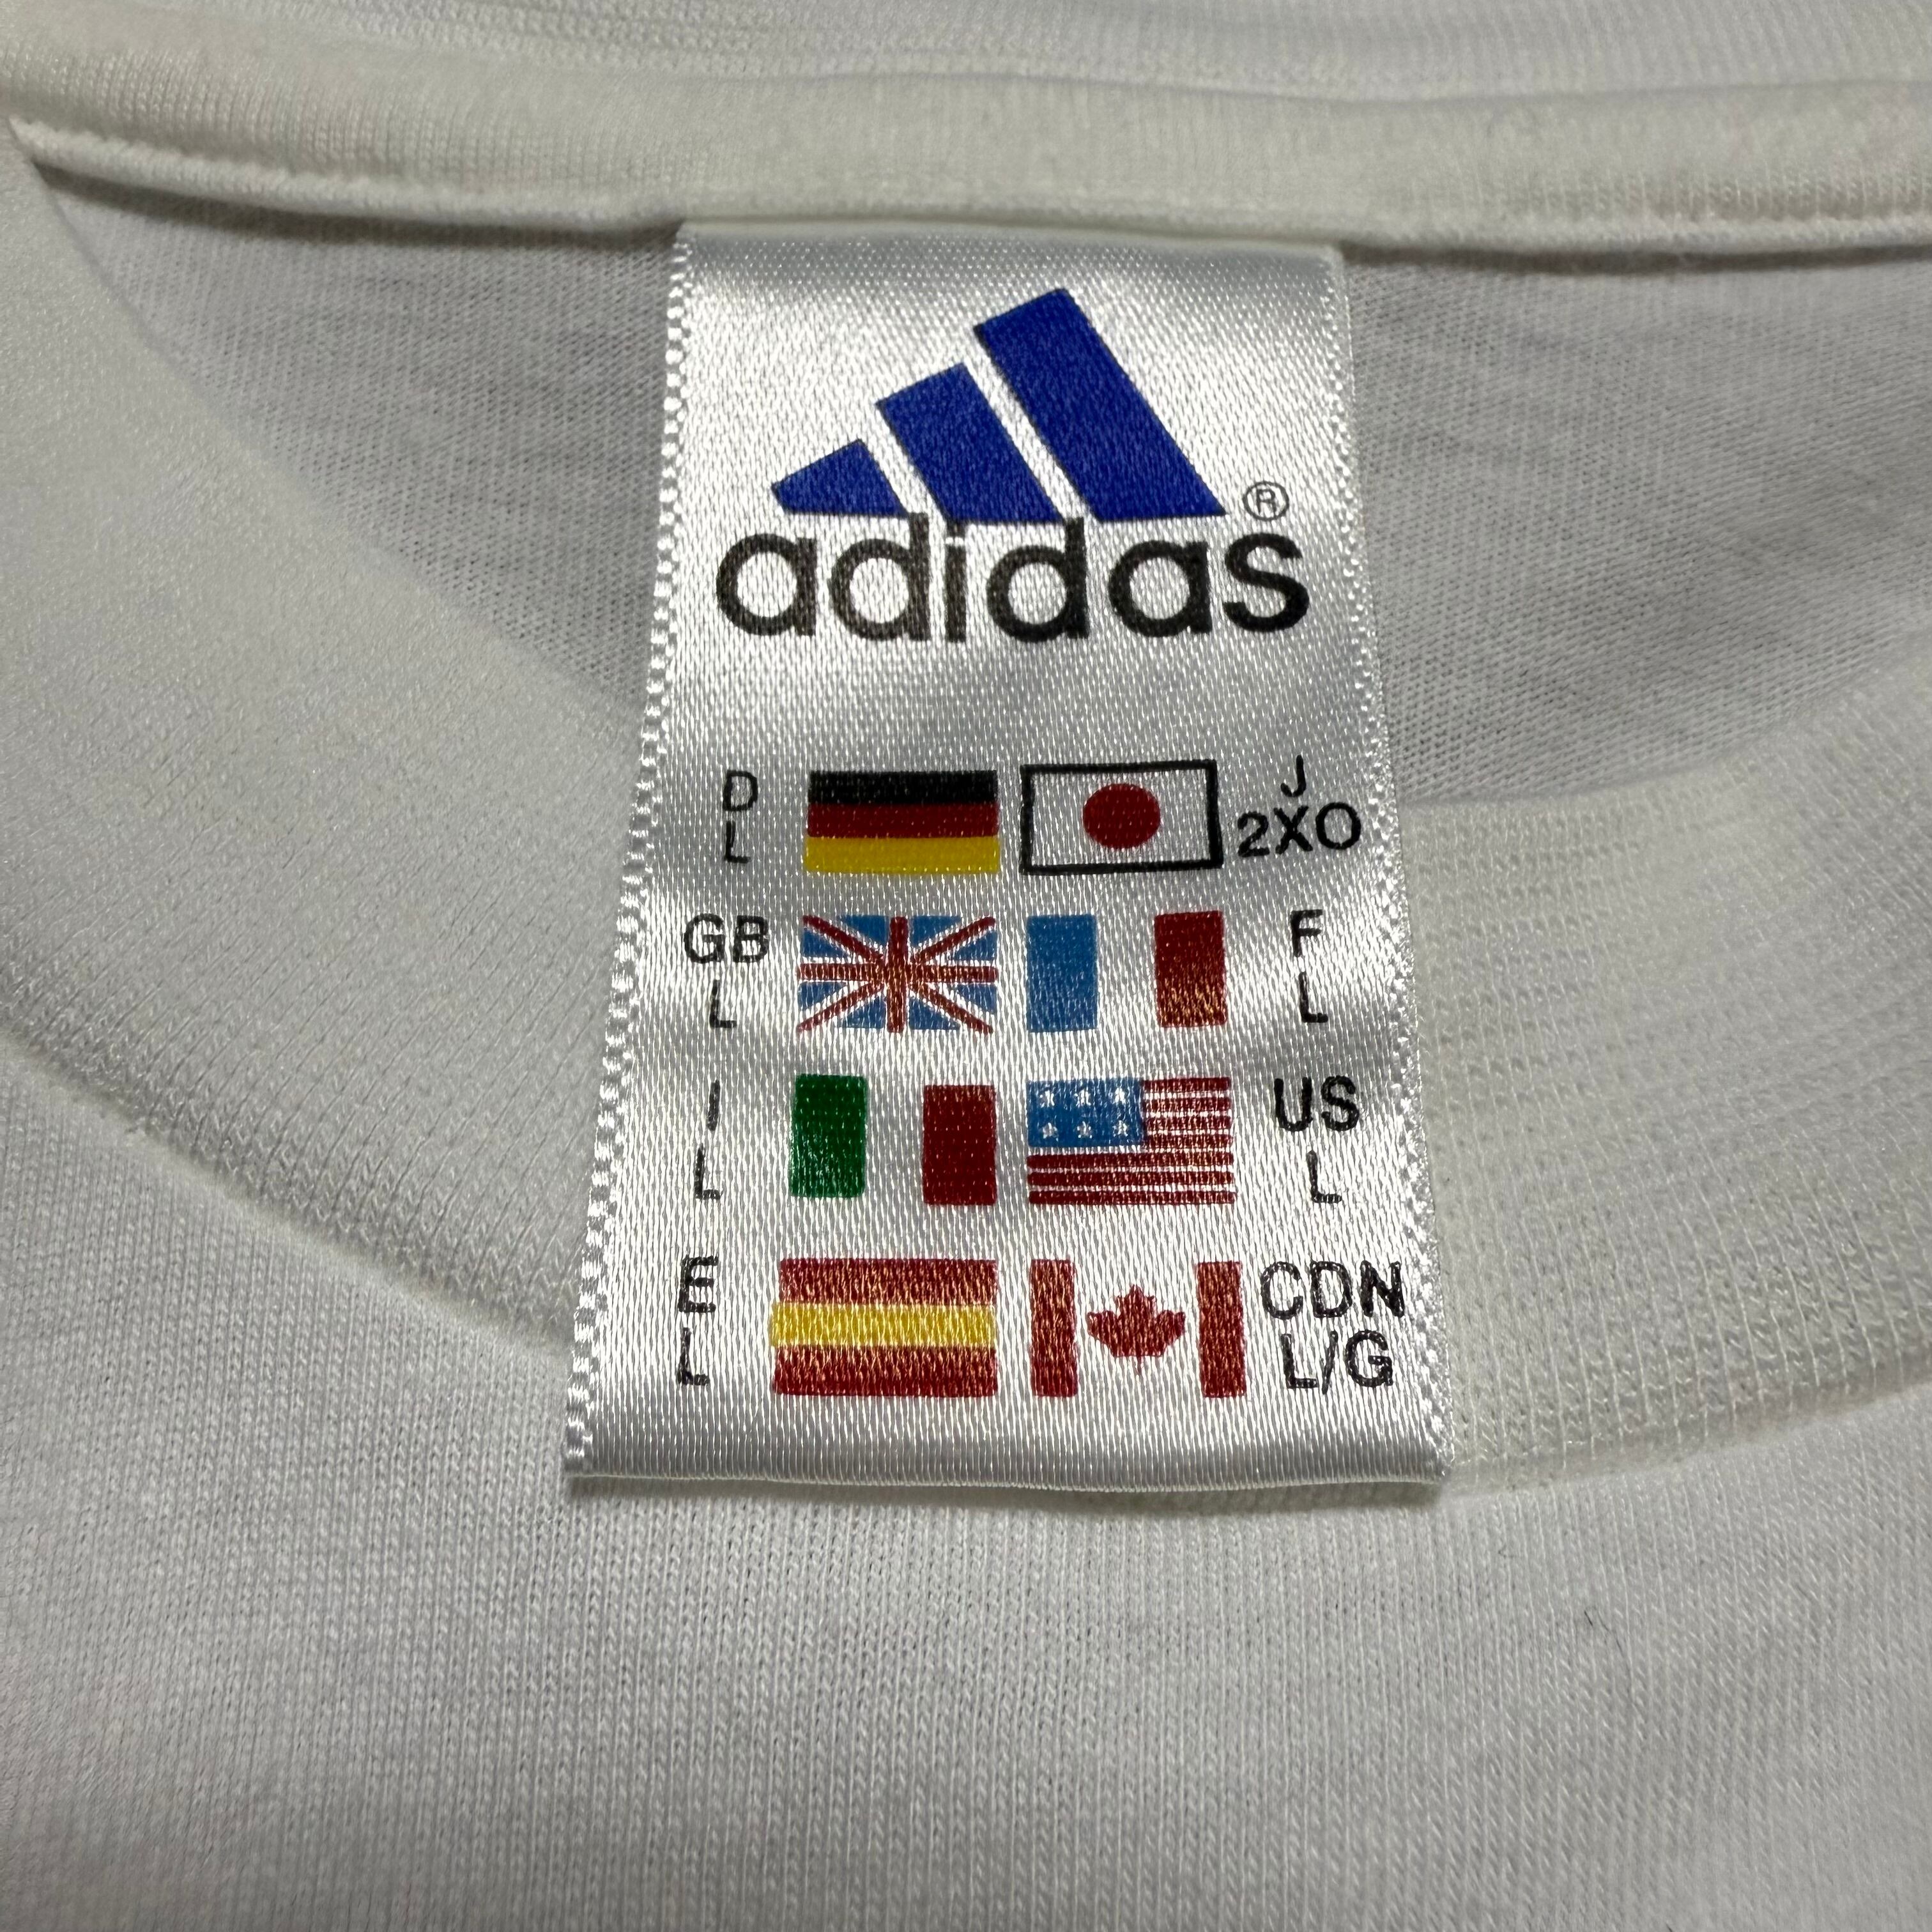 adidas®
D J
L 2XO
GB F
L L
I US
L L
E CDN
L L/G